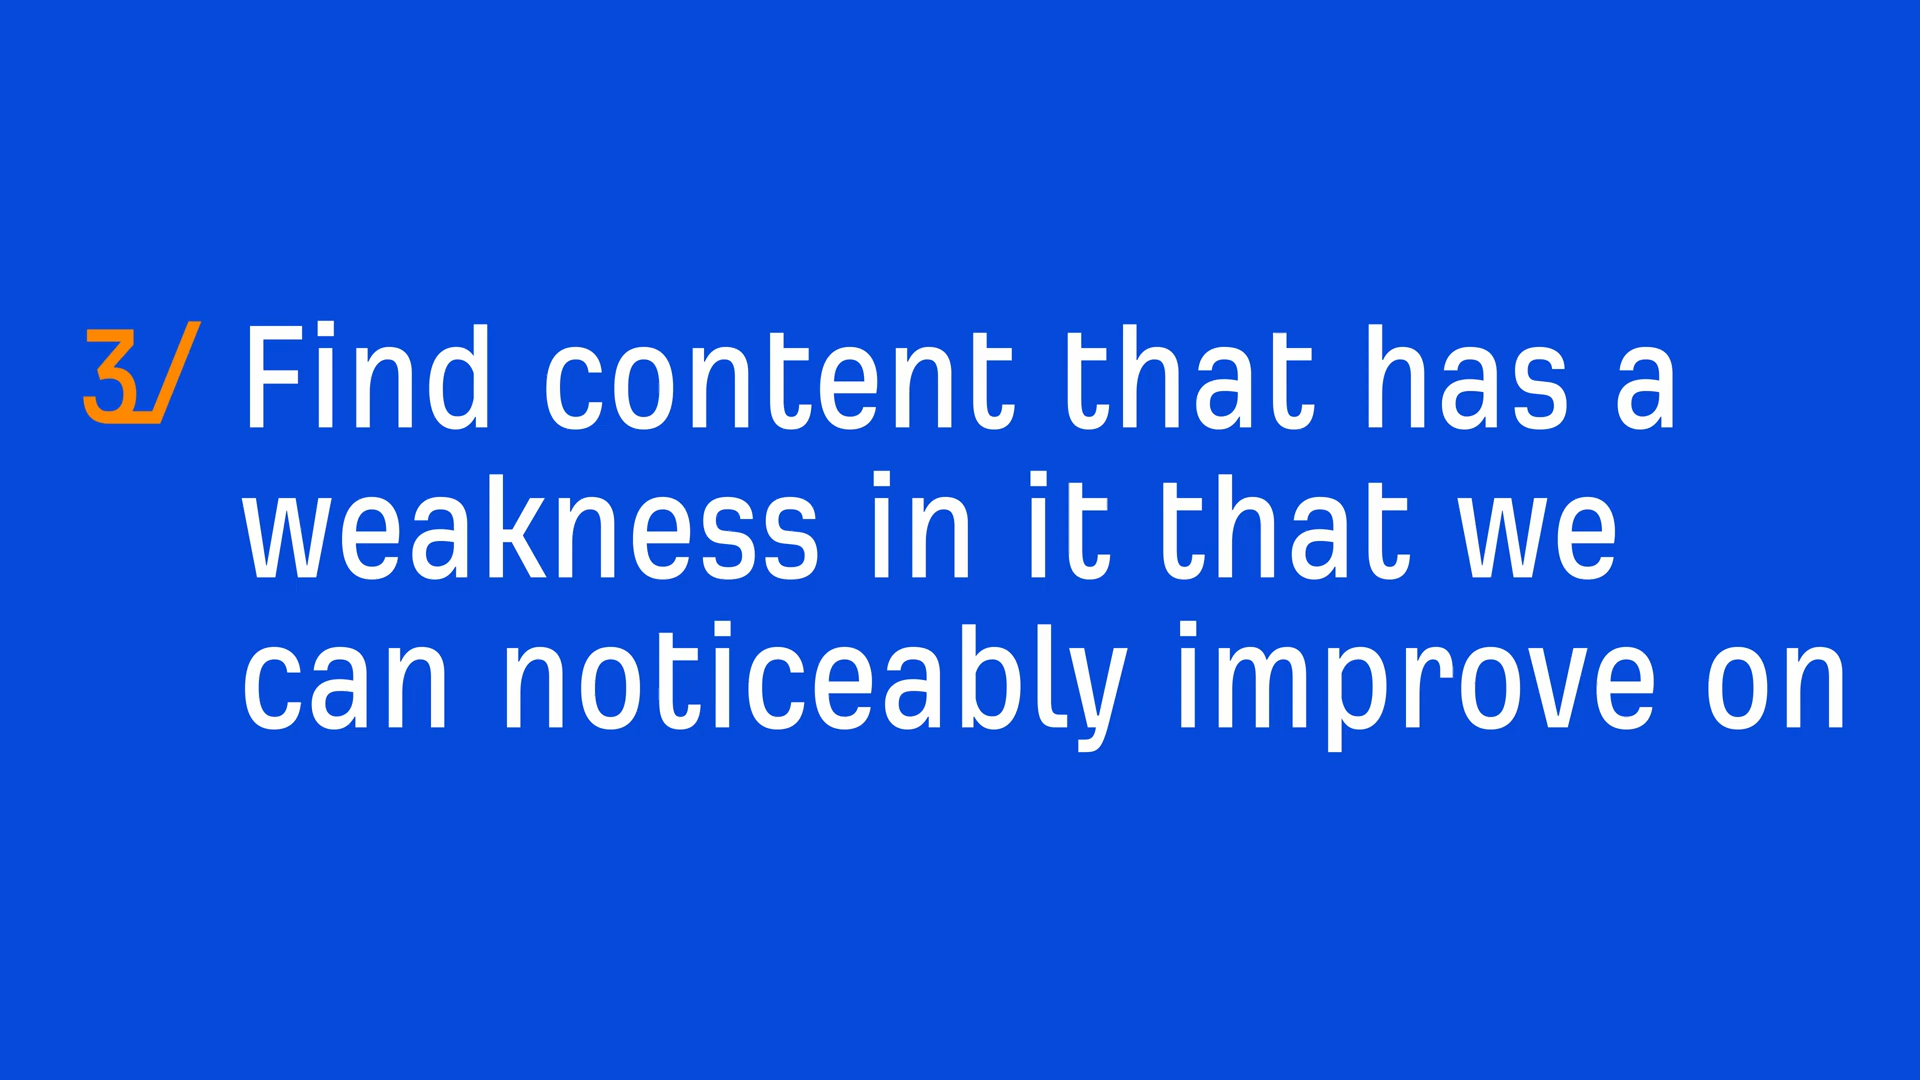 3/ Find content that has a
weakness in it that we
can noticeably improve on